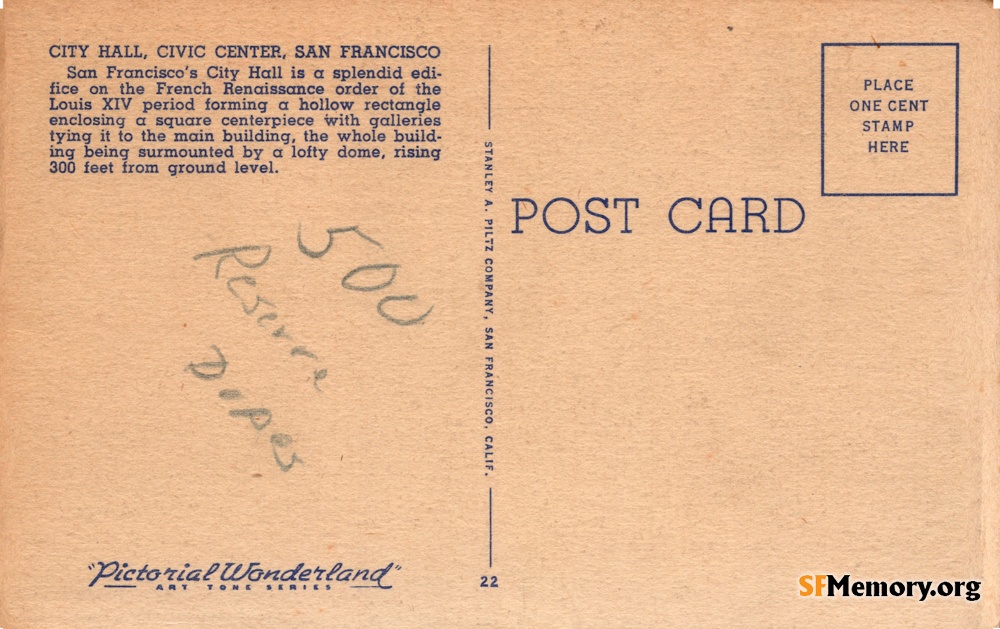 CITY HALL, CIVIC CENTER, SAN FRANCISCO
San Francisco's City Hall is a splendid edi-
fice on the French Renaissance order of the
Louis XIV period forming a hollow rectangle
enclosing a square centerpiece with galleries
tying it to the main building, the whole build-
ing being surmounted by a lofty dome, rising
300 feet from ground level.
500
Reserve
"Pictorial Wonderland"
ART TONE SERIES
STANLEY A. PILTZ COMPANY, SAN FRANCISCO, CALIF.
22
POST CARD
PLACE
ONE CENT
STAMP
HERE
SFMemory.org